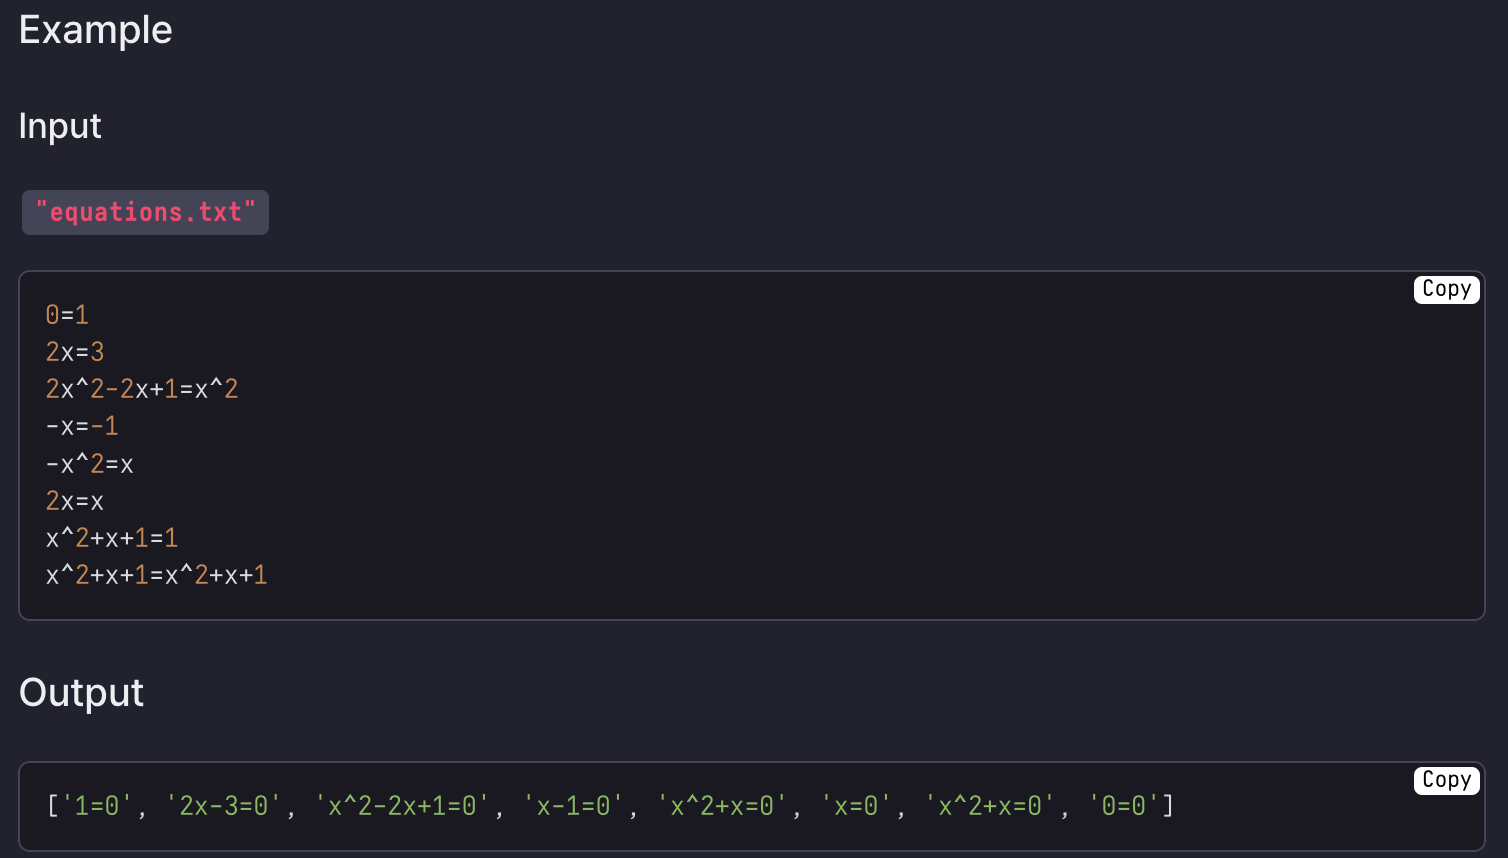 Example
Input
"equations.txt"
Copy
0=1
2x=3
2x^2-2x+1=x^2
-x=-1
-x^2=x
2x=x
x^2+x+1=1
x^2+x+1=x^2+x+1
Output
Copy
['1=0', '2x-3=0', 'x^2-2x+1=0', 'x-1=0', 'x^2+x=0', 'x=0', 'x^2+x=0', '0=0']